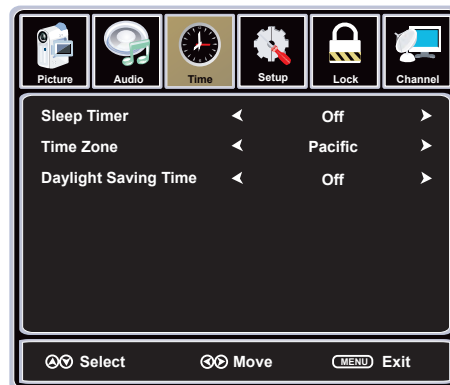 Picture Audio Time Setup Lock Channel
Sleep Timer Off
Time Zone Pacific
Daylight Saving Time Off
Select Move MENU Exit